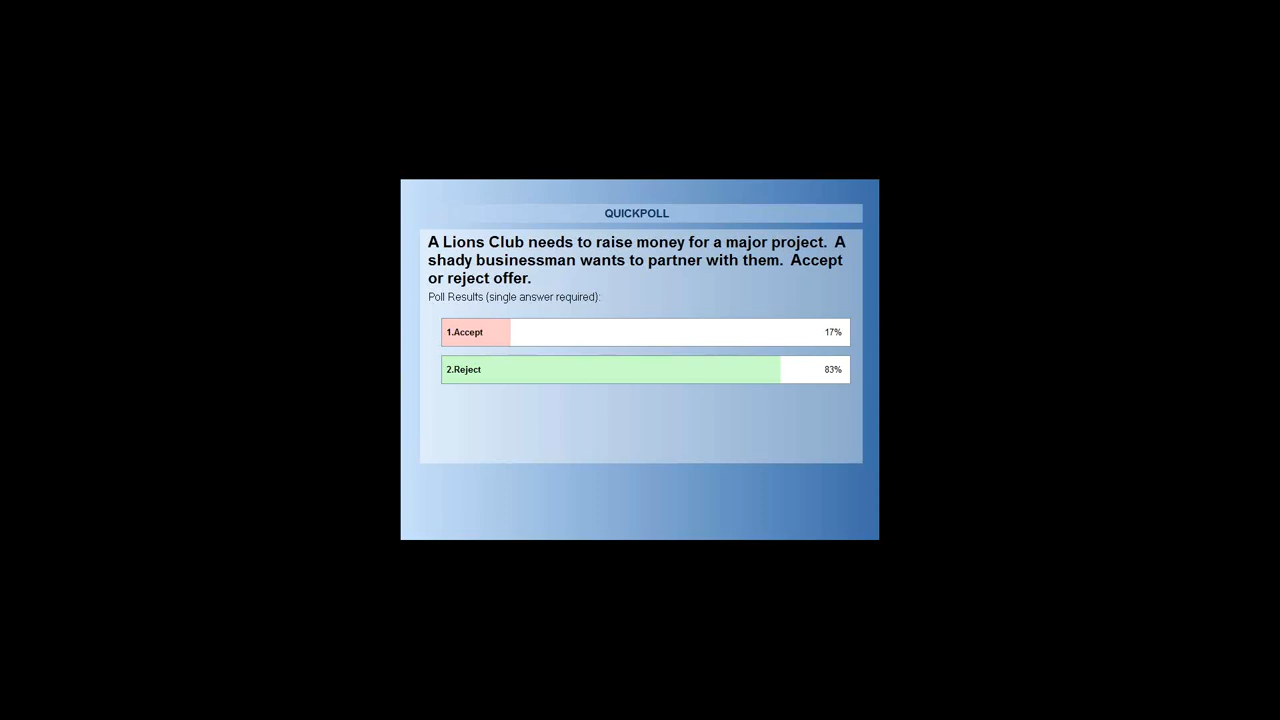 QUICKPOLL
A Lions Club needs to raise money for a major project.  A
shady businessman wants to partner with them.  Accept
or reject offer.
Poll Results (single answer required):
1.Accept 17%
2.Reject 83%